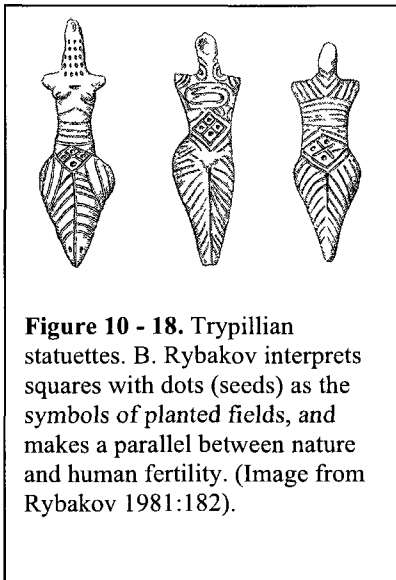 Figure 10 - 18. Trypillian
statuettes. B. Rybakov interprets
squares with dots (seeds) as the
symbols of planted fields, and
makes a parallel between nature
and human fertility. (Image from
Rybakov 1981:182).